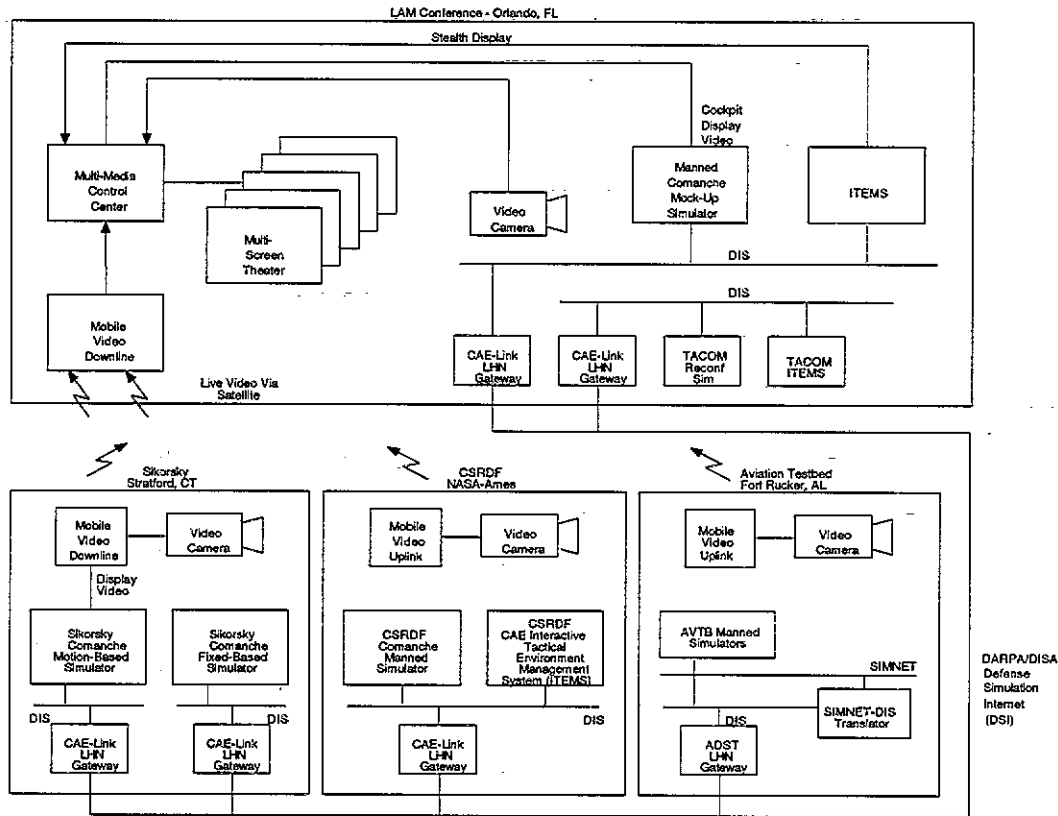 LAM Conference - Orlando, FL
Stealth Display
Cockpit
Display
Video
Multi-Media
Control
Center
Multi-
Screen
Theater
Video
Camera
Manned
Comanche
Mock-Up
Simulator
ITEMS
DIS
DIS
Mobile
Video
Downline
CAE-Link
LHN
Gateway
CAE-Link
LHN
Gateway
TACOM
Reconf
Sim
TACOM
ITEMS
Live Video Via
Satellite
Sikorsky
Stratford, CT
CSRDF
NASA-Ames
Aviation Testbed
Fort Rucker, AL
Mobile
Video
Downline
Video
Camera
Display
Video
Sikorsky
Comanche
Motion-Based
Simulator
Sikorsky
Comanche
Fixed-Based
Simulator
DIS
DIS
CAE-Link
LHN
Gateway
CAE-Link
LHN
Gateway
Mobile
Video
Uplink
Video
Camera
CSRDF
Comanche
Manned
Simulator
CSRDF
CAE Interactive
Tactical
Environment
Management
System (ITEMS)
DIS
CAE-Link
LHN
Gateway
Mobile
Video
Uplink
Video
Camera
AVTB Manned
Simulators
SIMNET
SIMNET-DIS
Translator
DIS
ADST
LHN
Gateway
DARPA/DISA
Defense
Simulation
Internet
(DSI)